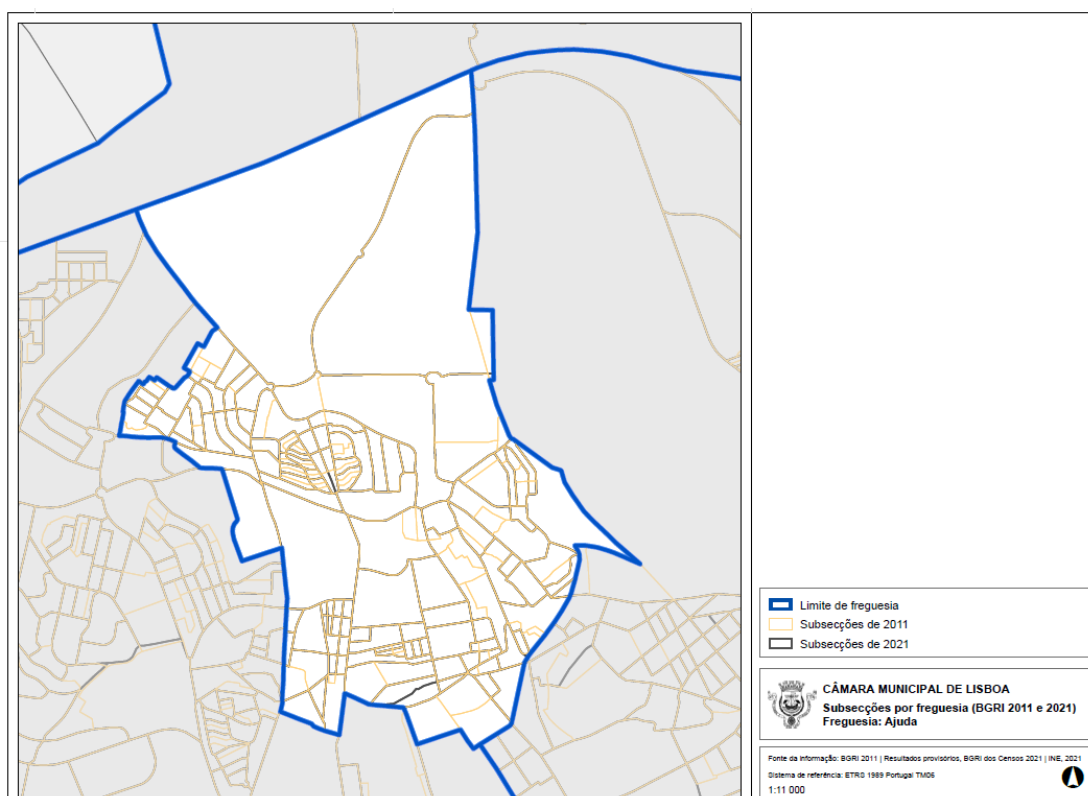 Limite de freguesia
Subsecções de 2011
Subsecções de 2021
CÂMARA MUNICIPAL DE LISBOA
Subsecções por freguesia (BGRI 2011 e 2021)
Freguesia: Ajuda
Fonte da Informação: BGRI 2011 | Resultados provisórios, BGRI dos Censos 2021 | INE, 2021
Sistema de referência: ETRS 1989 Portugal TM06
1:11 000